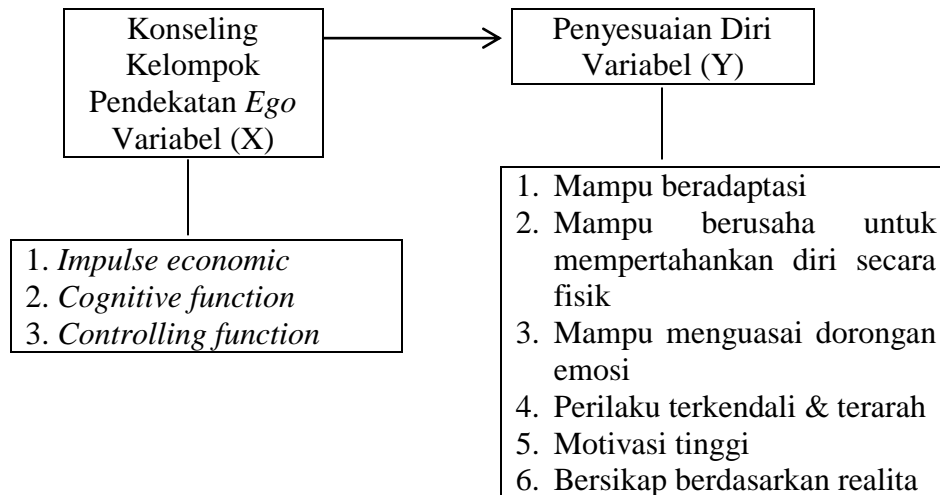 Konseling
Kelompok
Pendekatan Ego
Variabel (X)
Penyesuaian Diri
Variabel (Y)
1. Impulse economic
2. Cognitive function
3. Controlling function
1. Mampu beradaptasi
2. Mampu berusaha untuk
mempertahankan diri secara
fisik
3. Mampu menguasai dorongan
emosi
4. Perilaku terkendali & terarah
5. Motivasi tinggi
6. Bersikap berdasarkan realita